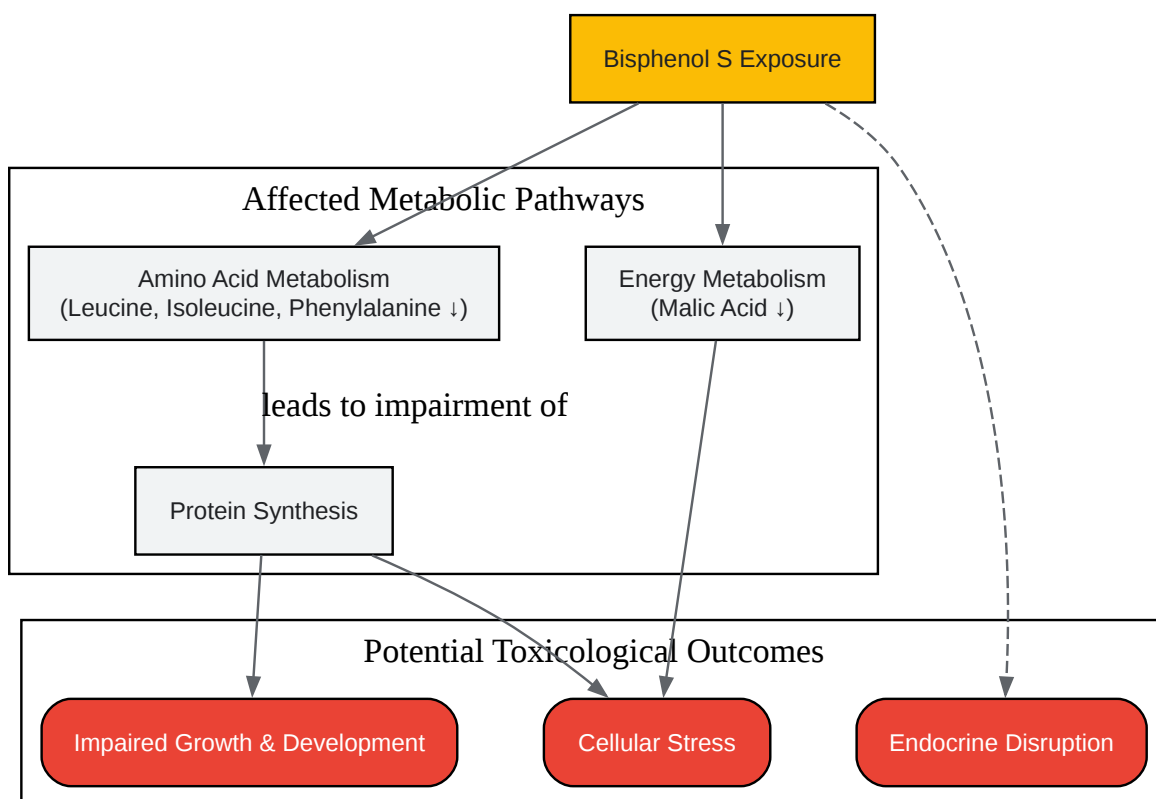 Bisphenol S Exposure
Affected Metabolic Pathways
Amino Acid Metabolism
(Leucine, Isoleucine, Phenylalanine ↓)
Energy Metabolism
(Malic Acid ↓)
leads to impairment of
Protein Synthesis
Potential Toxicological Outcomes
Impaired Growth & Development
Cellular Stress
Endocrine Disruption